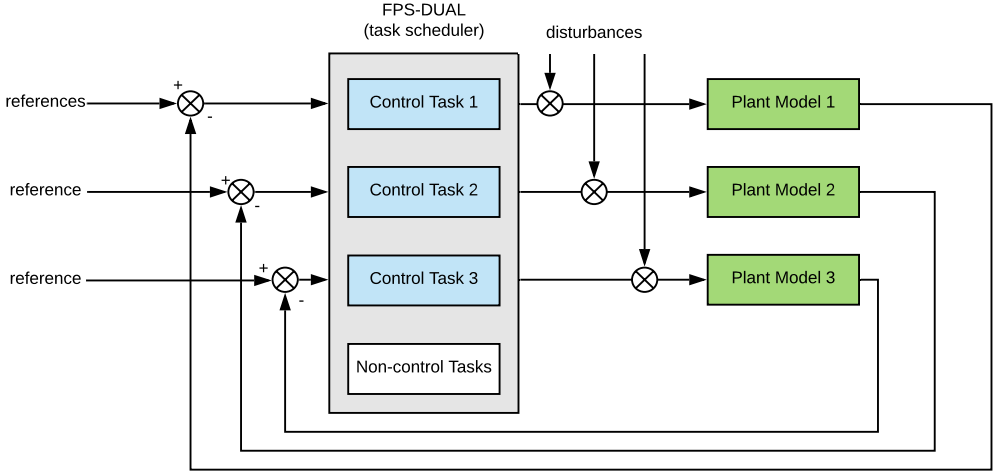 FPS-DUAL
(task scheduler)
disturbances
references
+
-
Control Task 1
Plant Model 1
reference
+
-
Control Task 2
Plant Model 2
reference
+
-
Control Task 3
Plant Model 3
Non-control Tasks